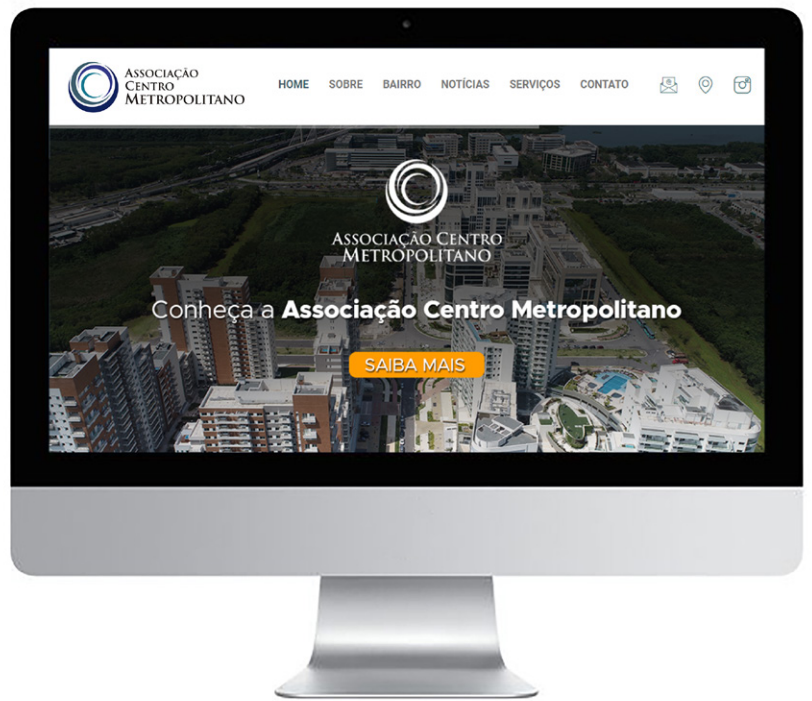 Associação
Centro
Metropolitano
HOME SOBRE BAIRRO NOTÍCIAS SERVIÇOS CONTATO
Associação Centro
Metropolitano
Conheça a Associação Centro Metropolitano
SAIBA MAIS